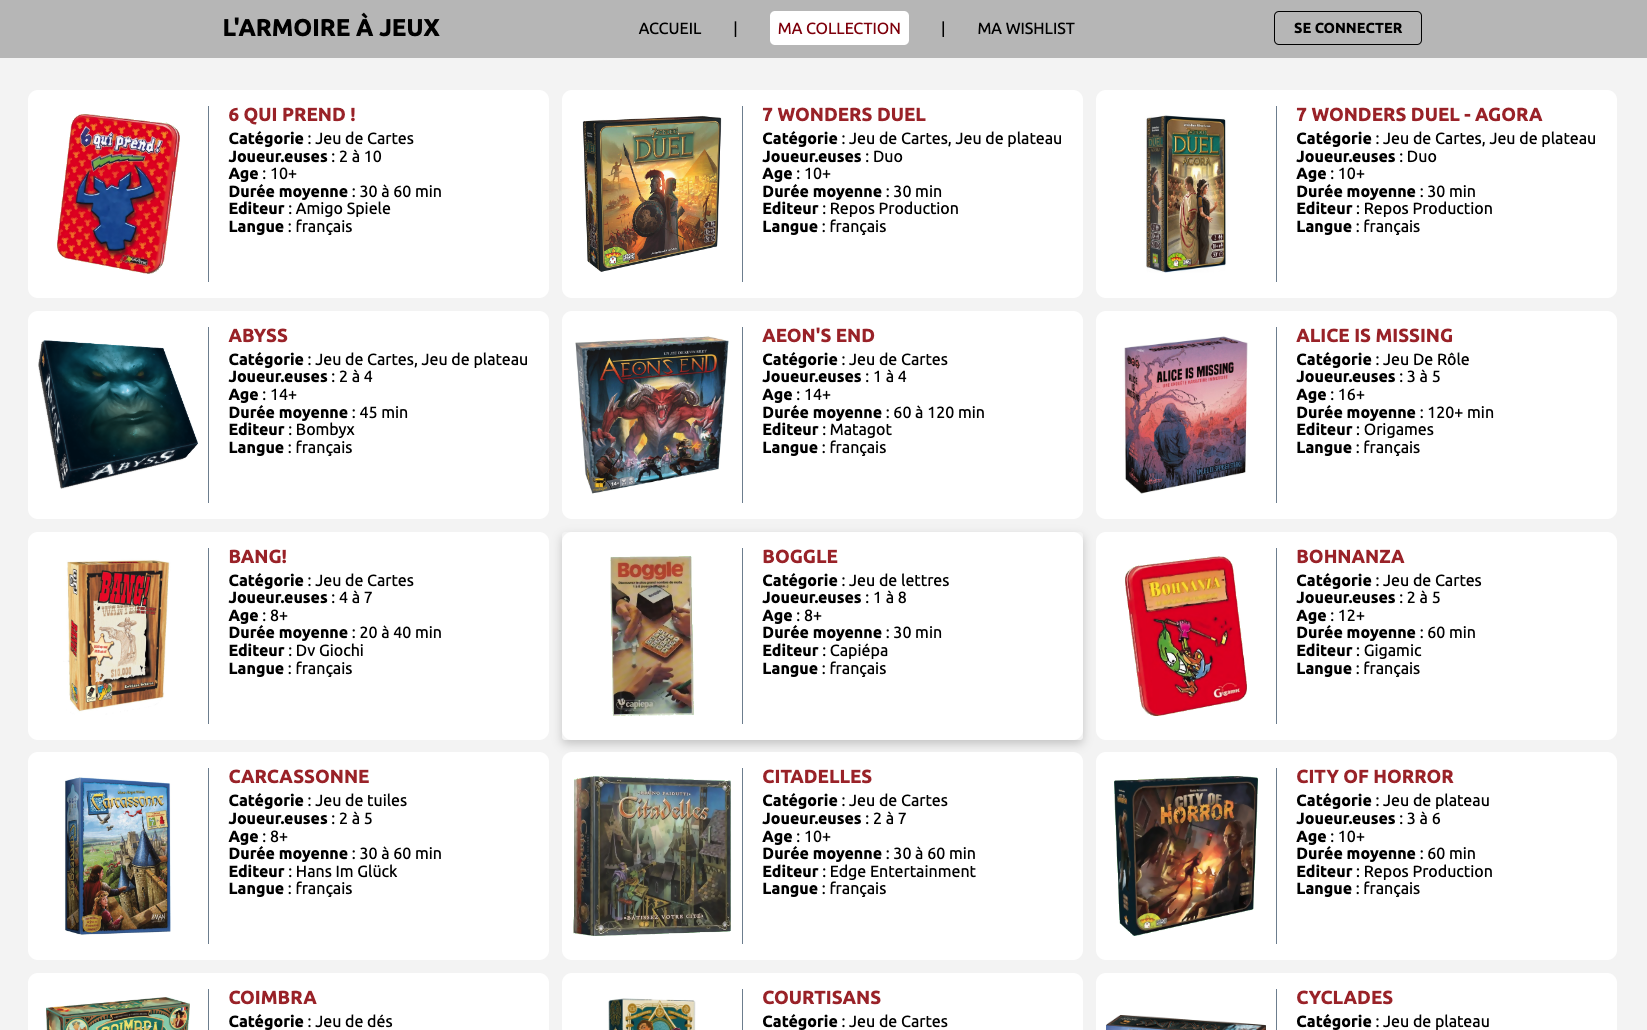 L'ARMOIRE À JEUX
ACCUEIL | MA COLLECTION | MA WISHLIST
SE CONNECTER
6 qui prend!
6 QUI PREND !
Catégorie : Jeu de Cartes
Joueur.euses : 2 à 10
Age : 10+
Durée moyenne : 30 à 60 min
Editeur : Amigo Spiele
Langue : français
DUEL
7 WONDERS DUEL
Catégorie : Jeu de Cartes, Jeu de plateau
Joueur.euses : Duo
Age : 10+
Durée moyenne : 30 min
Editeur : Repos Production
Langue : français
DUEL
AGORA
7 WONDERS DUEL - AGORA
Catégorie : Jeu de Cartes, Jeu de plateau
Joueur.euses : Duo
Age : 10+
Durée moyenne : 30 min
Editeur : Repos Production
Langue : français
ABYSS
ABYSS
Catégorie : Jeu de Cartes, Jeu de plateau
Joueur.euses : 2 à 4
Age : 14+
Durée moyenne : 45 min
Editeur : Bombyx
Langue : français
AEON'S END
AEON'S END
Catégorie : Jeu de Cartes
Joueur.euses : 1 à 4
Age : 14+
Durée moyenne : 60 à 120 min
Editeur : Matagot
Langue : français
ALICE IS MISSING
ALICE IS MISSING
Catégorie : Jeu De Rôle
Joueur.euses : 3 à 5
Age : 16+
Durée moyenne : 120+ min
Editeur : Origames
Langue : français
BANG!
BANG!
Catégorie : Jeu de Cartes
Joueur.euses : 4 à 7
Age : 8+
Durée moyenne : 20 à 40 min
Editeur : Dv Giochi
Langue : français
Boggle
capiepa
BOGGLE
Catégorie : Jeu de lettres
Joueur.euses : 1 à 8
Age : 8+
Durée moyenne : 30 min
Editeur : Capiépa
Langue : français
BOHNANZA
Gigamic
BOHNANZA
Catégorie : Jeu de Cartes
Joueur.euses : 2 à 5
Age : 12+
Durée moyenne : 60 min
Editeur : Gigamic
Langue : français
Carcassonne
CARCASSONNE
Catégorie : Jeu de tuiles
Joueur.euses : 2 à 5
Age : 8+
Durée moyenne : 30 à 60 min
Editeur : Hans Im Glück
Langue : français
Citadelles
«BÂTISSEZ VOTRE CITÉ»
CITADELLES
Catégorie : Jeu de Cartes
Joueur.euses : 2 à 7
Age : 10+
Durée moyenne : 30 à 60 min
Editeur : Edge Entertainment
Langue : français
CITY OF
HORROR
CITY OF HORROR
Catégorie : Jeu de plateau
Joueur.euses : 3 à 6
Age : 10+
Durée moyenne : 60 min
Editeur : Repos Production
Langue : français
COIMBRA
COIMBRA
Catégorie : Jeu de dés
COURTISANS
Catégorie : Jeu de Cartes
CYCLADES
Catégorie : Jeu de plateau